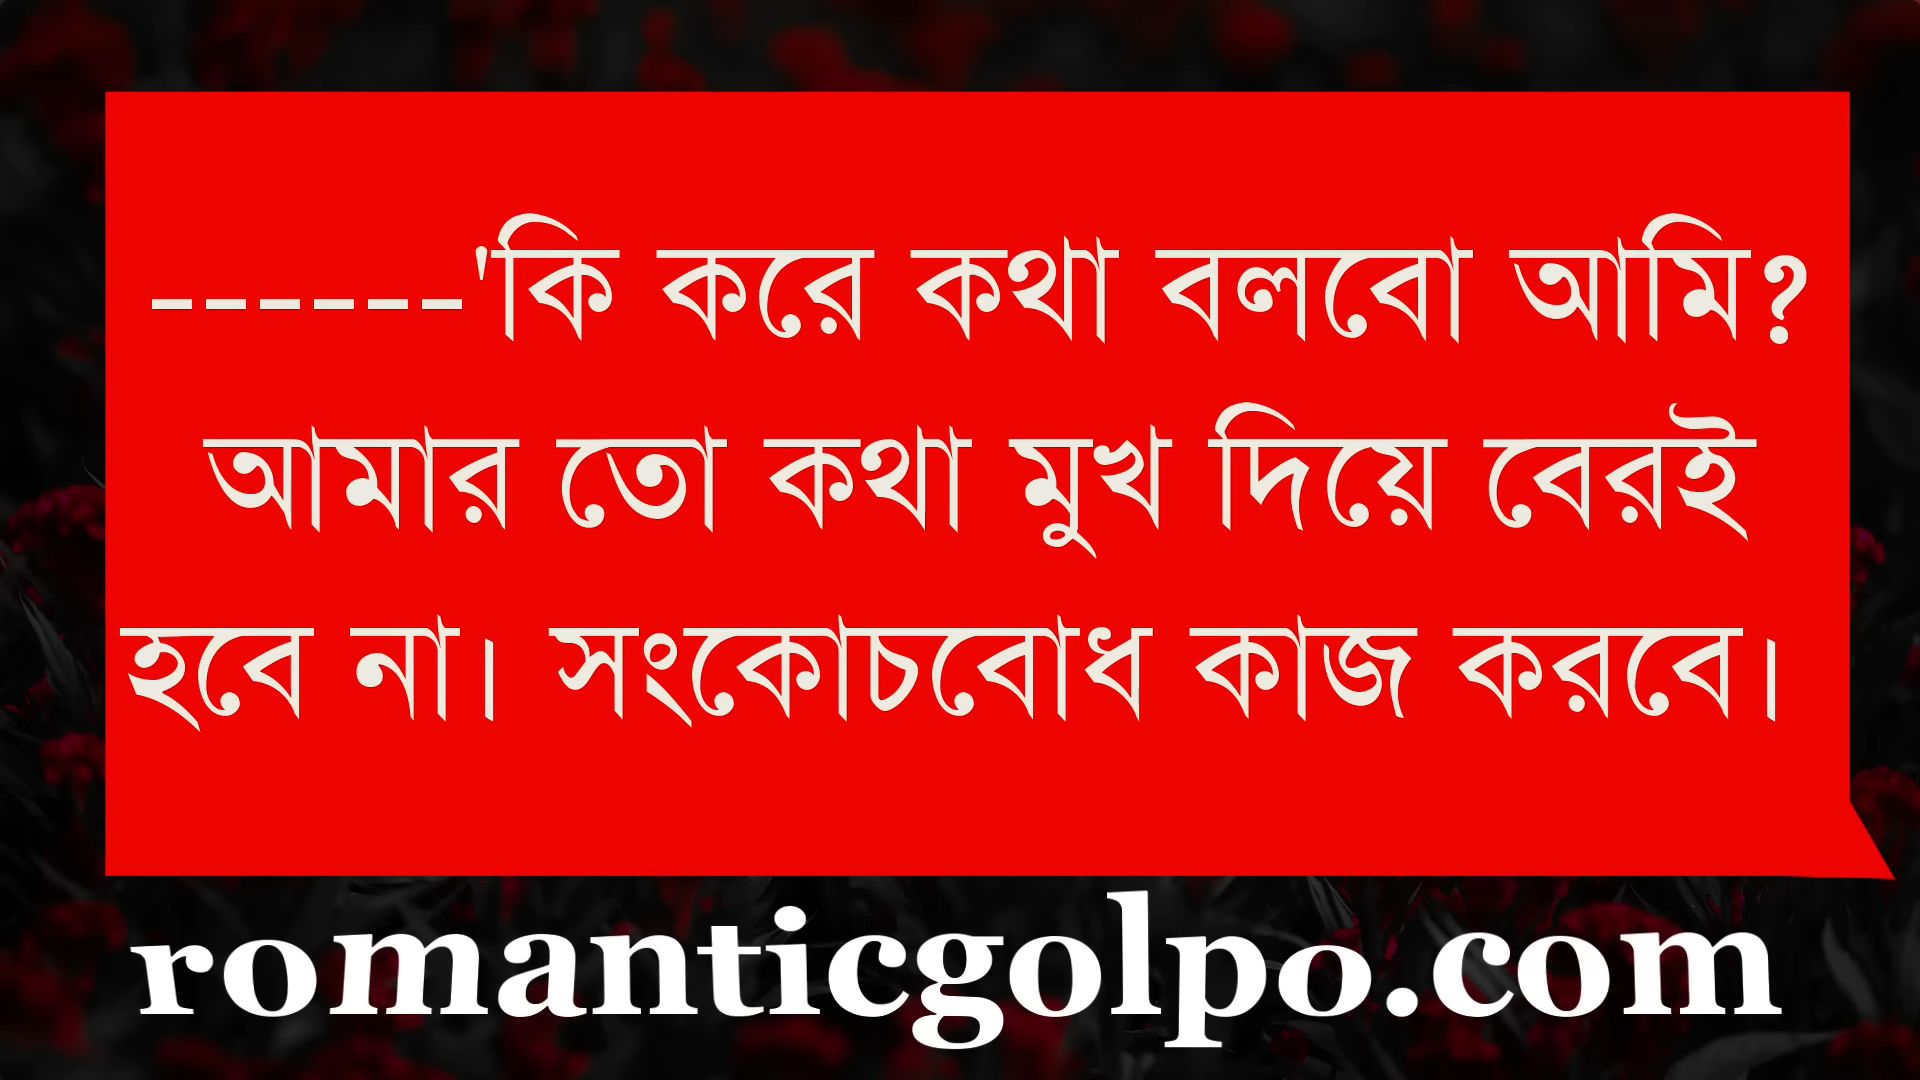 ------'কি করে কথা বলবো আমি?
আমার তো কথা মুখ দিয়ে বেরই
হবে না। সংকোচবোধ কাজ করবে।
romanticgolpo.com